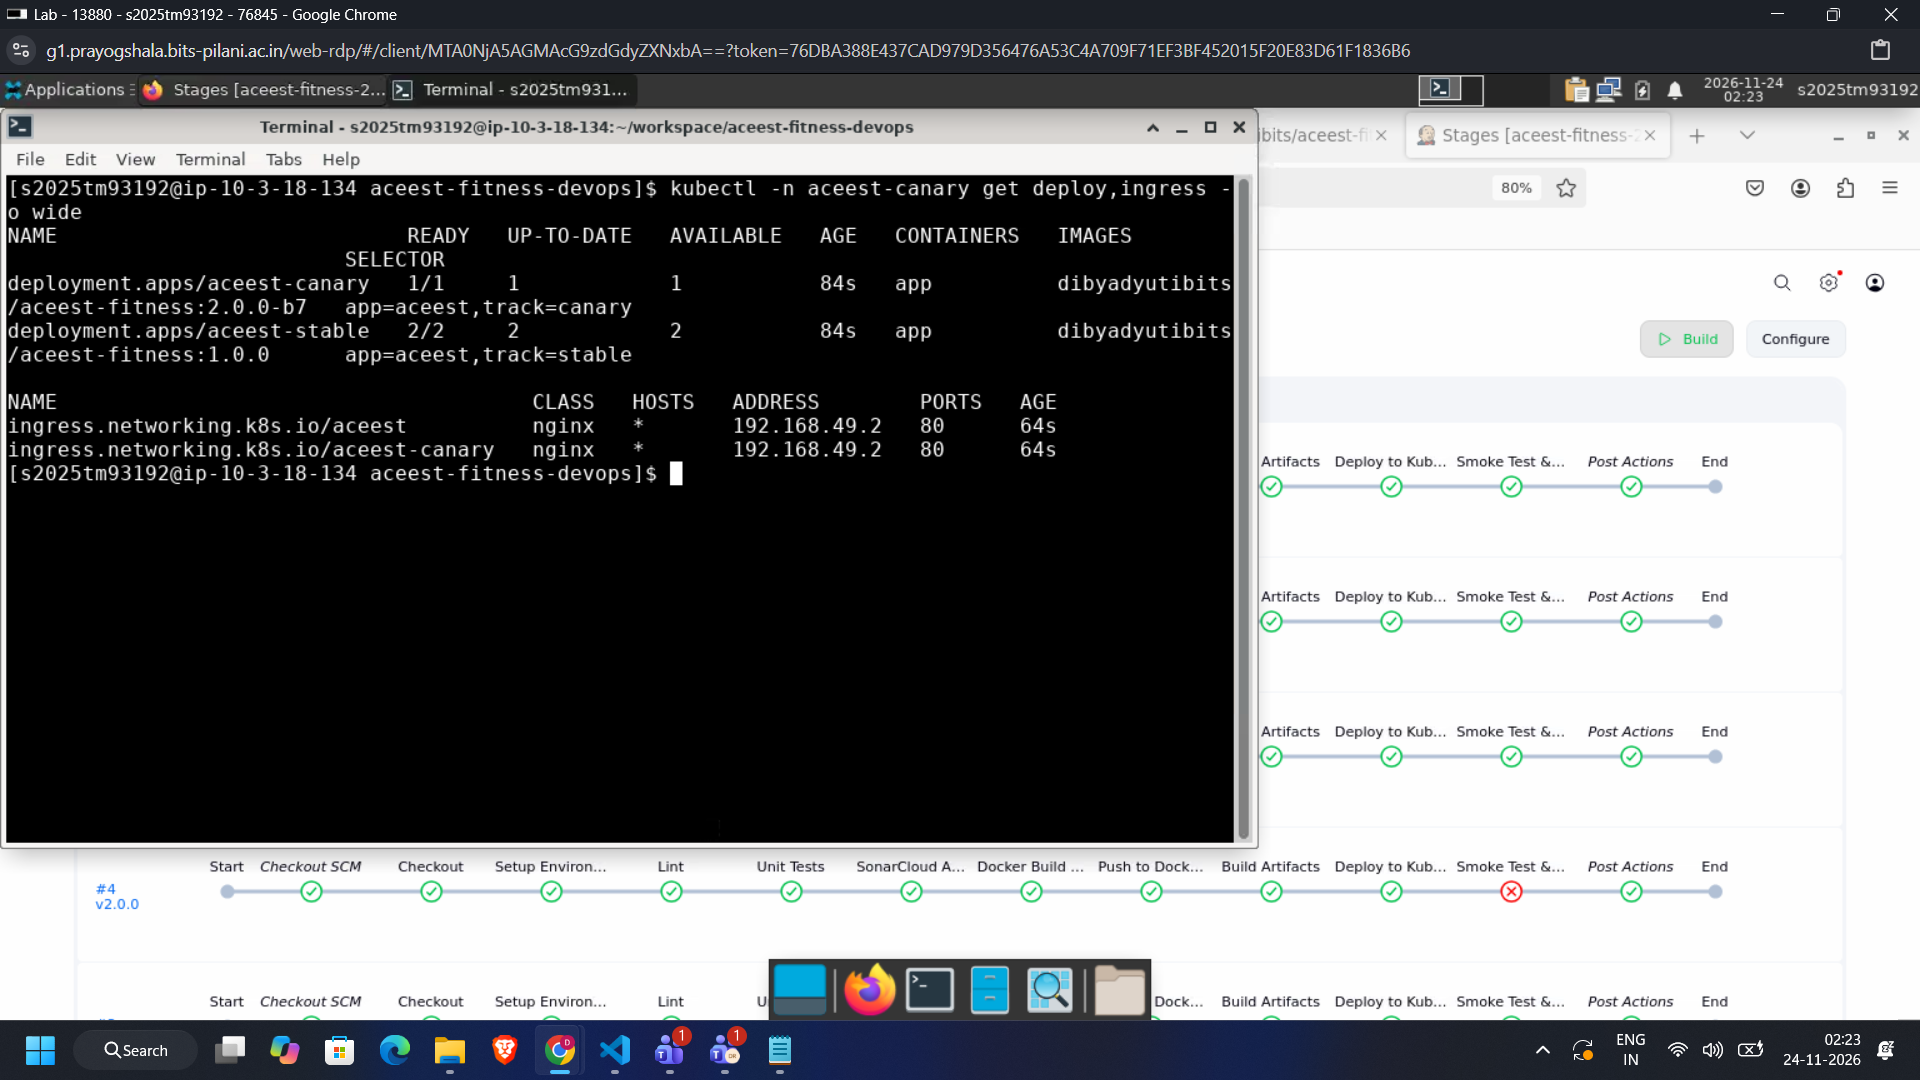 Lab - 13880 - s2025tm93192 - 76845 - Google Chrome
g1.prayogshala.bits-pilani.ac.in/web-rdp/#/client/MTA0NjA5AGMAcG9zdGdyZXNxbA==?token=76DBA388E437CAD979D356476A53C4A709F71EF3BF452015F20E83D61F1836B6
Applications
Stages [aceest-fitness-2...
Terminal - s2025tm931...
2026-11-24
02:23
s2025tm93192
Terminal - s2025tm93192@ip-10-3-18-134:~/workspace/aceest-fitness-devops
File Edit View Terminal Tabs Help
[s2025tm93192@ip-10-3-18-134 aceest-fitness-devops]$ kubectl -n aceest-canary get deploy,ingress -
o wide
NAME READY UP-TO-DATE AVAILABLE AGE CONTAINERS IMAGES
SELECTOR
deployment.apps/aceest-canary 1/1 1 1 84s app dibyadyutibits
/aceest-fitness:2.0.0-b7 app=aceest,track=canary
deployment.apps/aceest-stable 2/2 2 2 84s app dibyadyutibits
/aceest-fitness:1.0.0 app=aceest,track=stable
NAME CLASS HOSTS ADDRESS PORTS AGE
ingress.networking.k8s.io/aceest nginx * 192.168.49.2 80 64s
ingress.networking.k8s.io/aceest-canary nginx * 192.168.49.2 80 64s
[s2025tm93192@ip-10-3-18-134 aceest-fitness-devops]$
ibits/aceest-fi
Stages [aceest-fitness-2
80%
Build
Configure
Artifacts Deploy to Kub... Smoke Test &... Post Actions End
Artifacts Deploy to Kub... Smoke Test &... Post Actions End
Artifacts Deploy to Kub... Smoke Test &... Post Actions End
Start Checkout SCM Checkout Setup Environ... Lint Unit Tests SonarCloud A... Docker Build ... Push to Dock... Build Artifacts Deploy to Kub... Smoke Test &... Post Actions End
#4
v2.0.0
Start Checkout SCM Checkout Setup Environ... Lint Dock... Build Artifacts Deploy to Kub... Smoke Test &... Post Actions End
Search
1
1
ENG
IN
02:23
24-11-2026